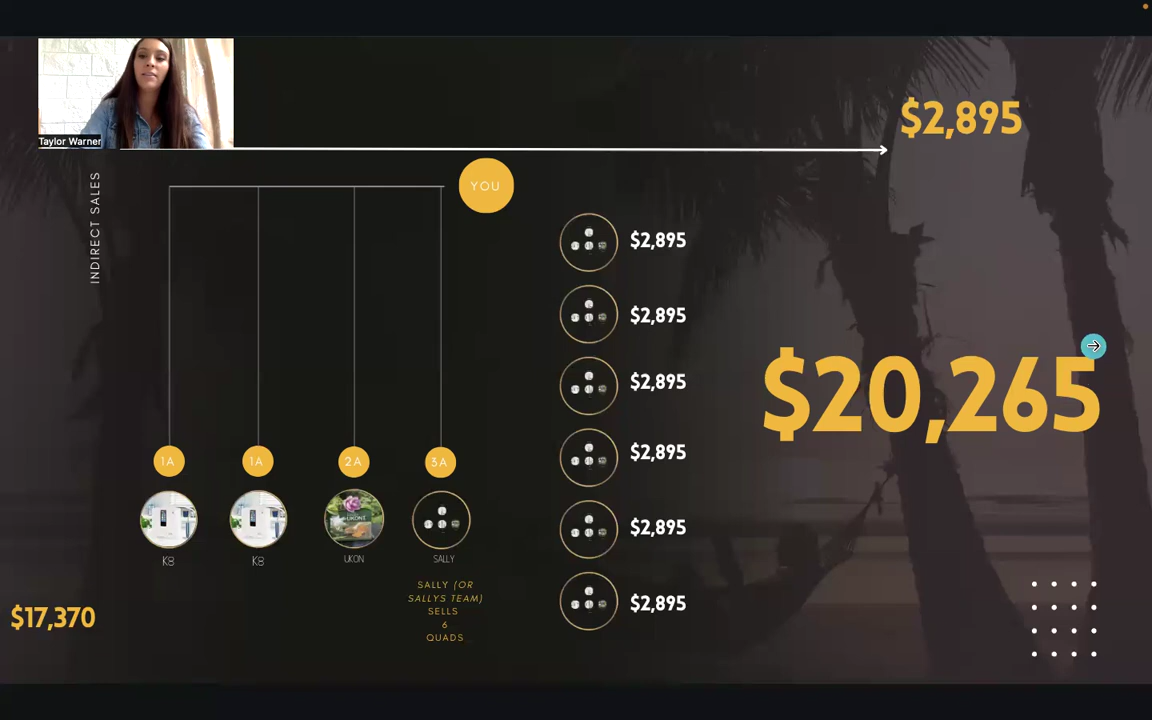 Taylor Warner
$2,895
INDIRECT SALES
YOU
$2,895
$2,895
$2,895
$2,895
$2,895
$2,895
$20,265
1A
1A
2A
3A
K8
K8
UKON
SALLY
SALLY (OR
SALLYS TEAM)
SELLS
6
QUADS
$17,370